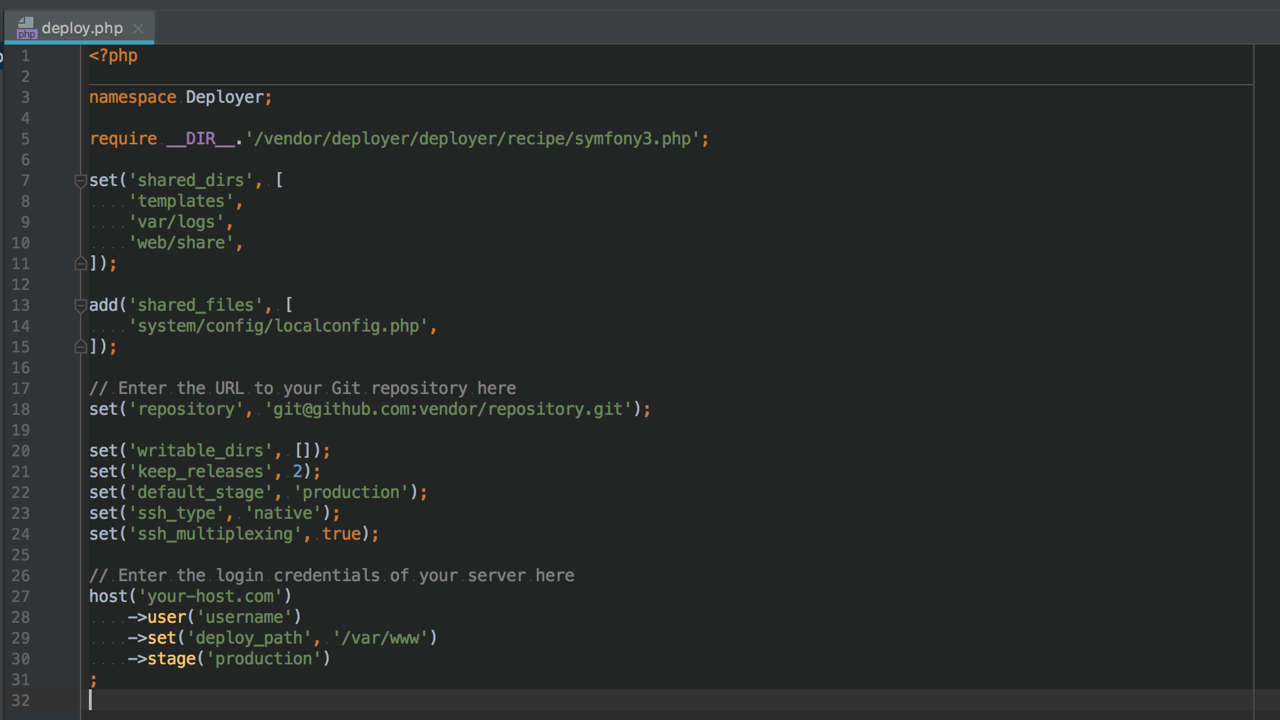 deploy.php
1 <?php
2
3 namespace Deployer;
4
5 require __DIR__.'/vendor/deployer/deployer/recipe/symfony3.php';
6
7 set('shared_dirs', [
8     'templates',
9     'var/logs',
10     'web/share',
11 ]);
12
13 add('shared_files', [
14     'system/config/localconfig.php',
15 ]);
16
17 // Enter the URL to your Git repository here
18 set('repository', 'git@github.com:vendor/repository.git');
19
20 set('writable_dirs', []);
21 set('keep_releases', 2);
22 set('default_stage', 'production');
23 set('ssh_type', 'native');
24 set('ssh_multiplexing', true);
25
26 // Enter the login credentials of your server here
27 host('your-host.com')
28     ->user('username')
29     ->set('deploy_path', '/var/www')
30     ->stage('production')
31 ;
32